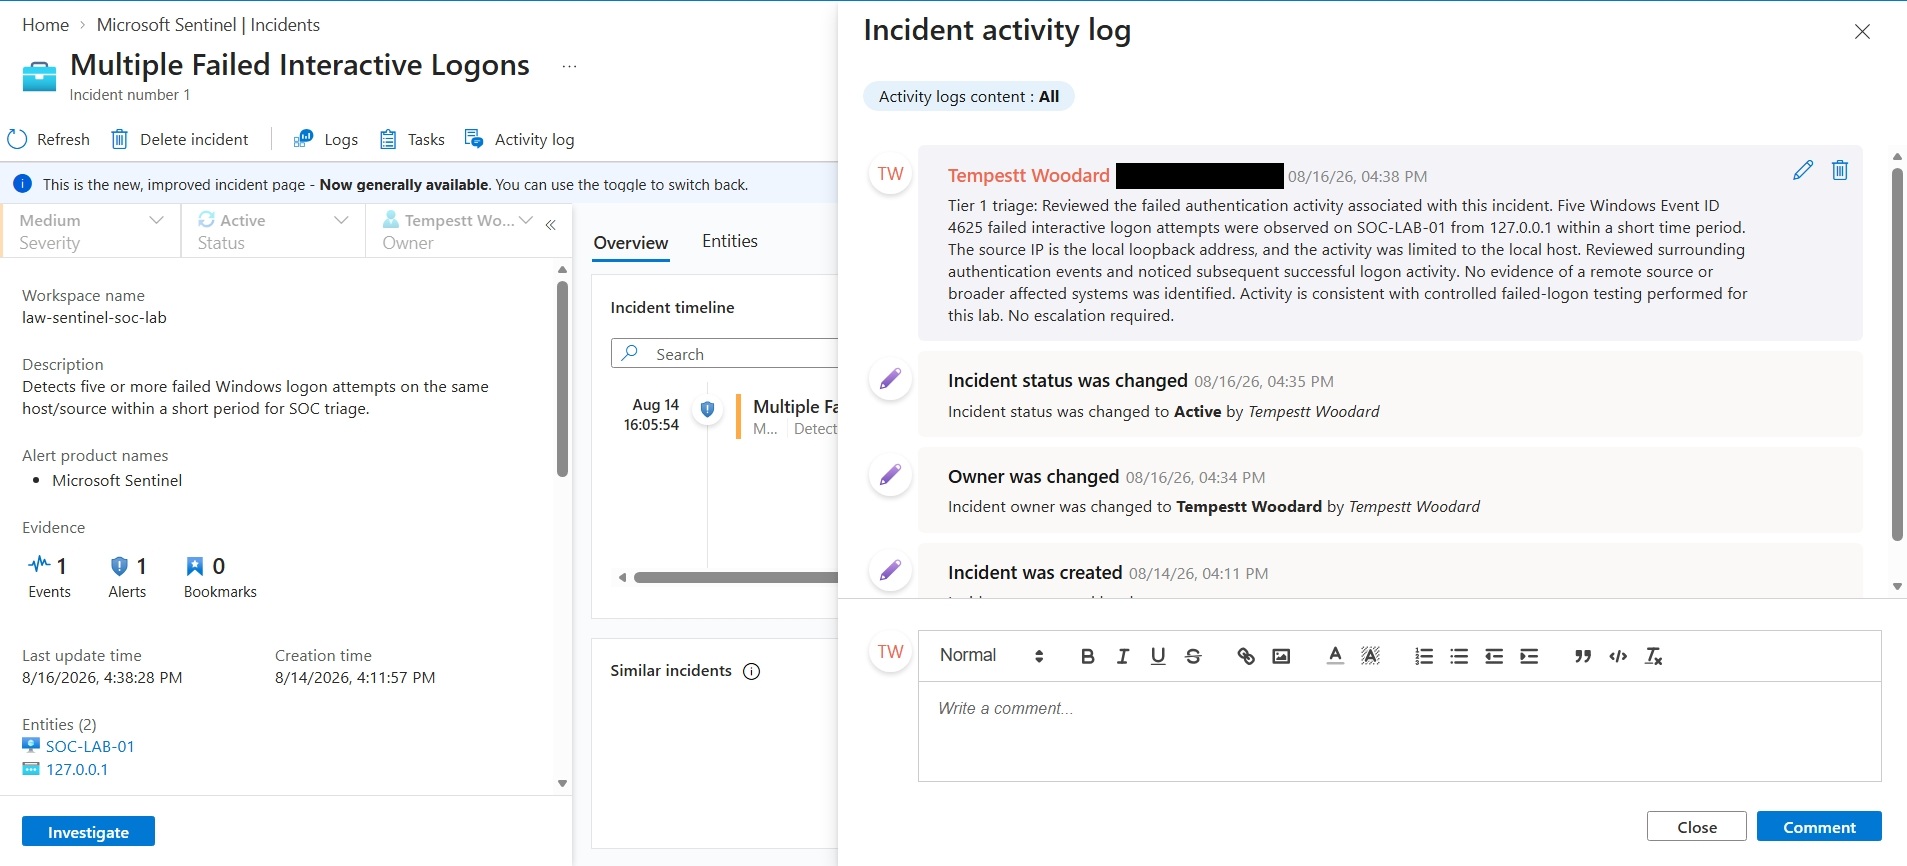 Home > Microsoft Sentinel | Incidents
Multiple Failed Interactive Logons ...
Incident number 1
Refresh Delete incident Logs Tasks Activity log
This is the new, improved incident page - Now generally available. You can use the toggle to switch back.
Medium
Severity
Active
Status
Tempestt Wo...
Owner
«
Workspace name
law-sentinel-soc-lab
Description
Detects five or more failed Windows logon attempts on the same
host/source within a short period for SOC triage.
Alert product names
• Microsoft Sentinel
Evidence
1 1 0
Events Alerts Bookmarks
Last update time Creation time
8/16/2026, 4:38:28 PM 8/14/2026, 4:11:57 PM
Entities (2)
SOC-LAB-01
127.0.0.1
Investigate
Overview Entities
Incident timeline
Search
Aug 14
16:05:54
Multiple Fa
M... Detect
Similar incidents
Incident activity log
Activity logs content : All
TW
Tempestt Woodard 08/16/26, 04:38 PM
Tier 1 triage: Reviewed the failed authentication activity associated with this incident. Five Windows Event ID
4625 failed interactive logon attempts were observed on SOC-LAB-01 from 127.0.0.1 within a short time period.
The source IP is the local loopback address, and the activity was limited to the local host. Reviewed surrounding
authentication events and noticed subsequent successful logon activity. No evidence of a remote source or
broader affected systems was identified. Activity is consistent with controlled failed-logon testing performed for
this lab. No escalation required.
Incident status was changed 08/16/26, 04:35 PM
Incident status was changed to Active by Tempestt Woodard
Owner was changed 08/16/26, 04:34 PM
Incident owner was changed to Tempestt Woodard by Tempestt Woodard
Incident was created 08/14/26, 04:11 PM
TW
Normal B I U S A A
Write a comment...
Close Comment